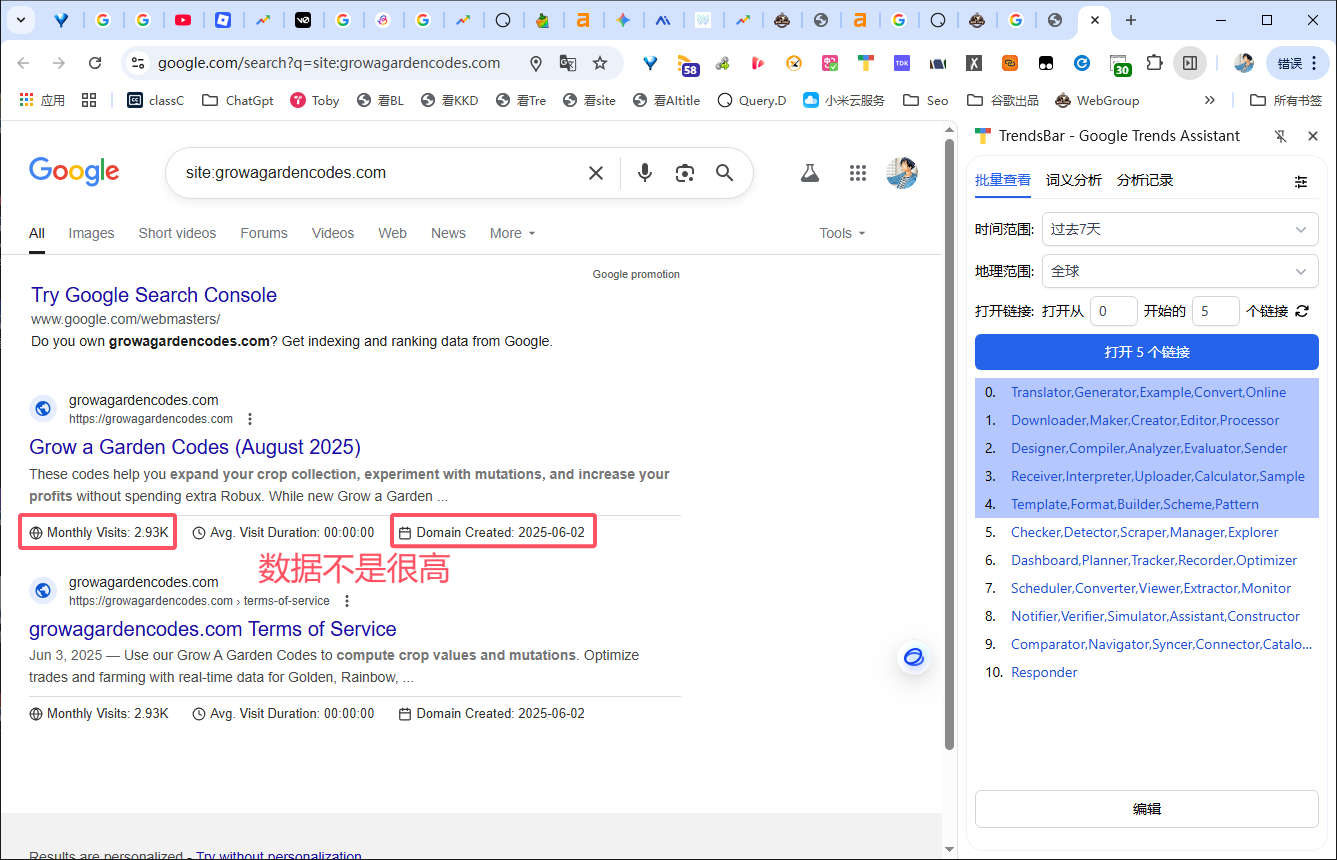 google.com/search?q=site:growagardencodes.com
58
TDK
30
错误
应用
classC
ChatGpt
Toby
看BL
看KKD
看Tre
看site
看AItitle
Query.D
小米云服务
Seo
谷歌出品
WebGroup
所有书签
Google
site:growagardencodes.com
All
Images
Short videos
Forums
Videos
Web
News
More
Tools
Google promotion
Try Google Search Console
www.google.com/webmasters/
Do you own growagardencodes.com? Get indexing and ranking data from Google.
growagardencodes.com
https://growagardencodes.com
Grow a Garden Codes (August 2025)
These codes help you expand your crop collection, experiment with mutations, and increase your
profits without spending extra Robux. While new Grow a Garden ...
Monthly Visits: 2.93K
Avg. Visit Duration: 00:00:00
Domain Created: 2025-06-02
数据不是很高
growagardencodes.com
https://growagardencodes.com › terms-of-service
growagardencodes.com Terms of Service
Jun 3, 2025 — Use our Grow A Garden Codes to compute crop values and mutations. Optimize
trades and farming with real-time data for Golden, Rainbow, ...
Monthly Visits: 2.93K
Avg. Visit Duration: 00:00:00
Domain Created: 2025-06-02
Results are personalized - Try without personalization
TrendsBar - Google Trends Assistant
批量查看
词义分析
分析记录
时间范围: 过去7天
地理范围: 全球
打开链接: 打开从 0 开始的 5 个链接
打开 5 个链接
0. Translator,Generator,Example,Convert,Online
1. Downloader,Maker,Creator,Editor,Processor
2. Designer,Compiler,Analyzer,Evaluator,Sender
3. Receiver,Interpreter,Uploader,Calculator,Sample
4. Template,Format,Builder,Scheme,Pattern
5. Checker,Detector,Scraper,Manager,Explorer
6. Dashboard,Planner,Tracker,Recorder,Optimizer
7. Scheduler,Converter,Viewer,Extractor,Monitor
8. Notifier,Verifier,Simulator,Assistant,Constructor
9. Comparator,Navigator,Syncer,Connector,Catalo...
10. Responder
编辑